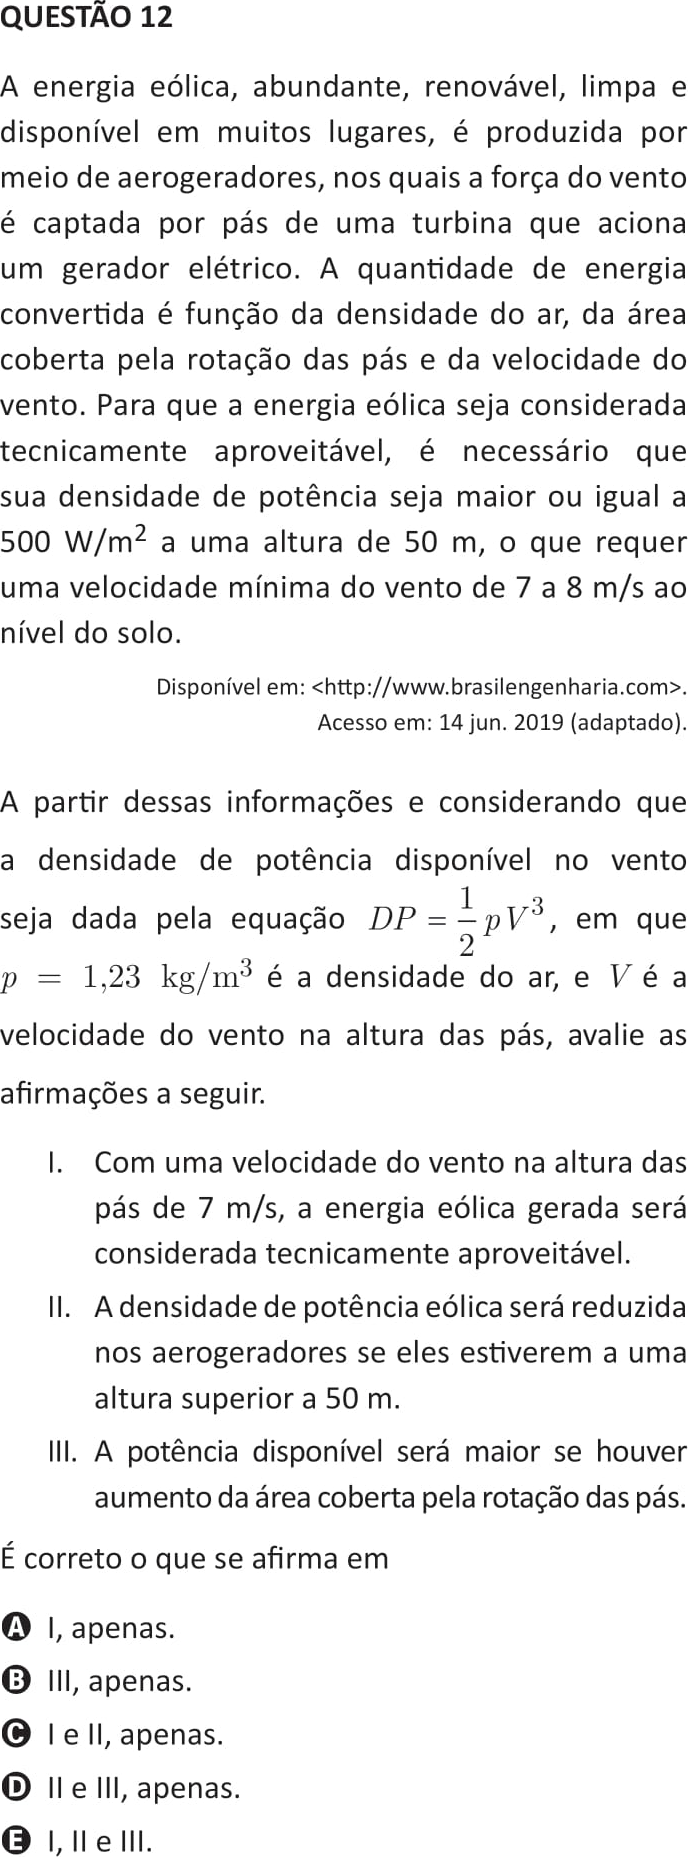 QUESTÃO 12
A energia eólica, abundante, renovável, limpa e
disponível em muitos lugares, é produzida por
meio de aerogeradores, nos quais a força do vento
é captada por pás de uma turbina que aciona
um gerador elétrico. A quantidade de energia
convertida é função da densidade do ar, da área
coberta pela rotação das pás e da velocidade do
vento. Para que a energia eólica seja considerada
tecnicamente aproveitável, é necessário que
sua densidade de potência seja maior ou igual a
500 W/m² a uma altura de 50 m, o que requer
uma velocidade mínima do vento de 7 a 8 m/s ao
nível do solo.
Disponível em: <http://www.brasilengenharia.com>.
Acesso em: 14 jun. 2019 (adaptado).
A partir dessas informações e considerando que
a densidade de potência disponível no vento
seja dada pela equação DP = 1/2 pV³, em que
p = 1,23 kg/m³ é a densidade do ar, e V é a
velocidade do vento na altura das pás, avalie as
afirmações a seguir.
I. Com uma velocidade do vento na altura das
pás de 7 m/s, a energia eólica gerada será
considerada tecnicamente aproveitável.
II. A densidade de potência eólica será reduzida
nos aerogeradores se eles estiverem a uma
altura superior a 50 m.
III. A potência disponível será maior se houver
aumento da área coberta pela rotação das pás.
É correto o que se afirma em
A I, apenas.
B III, apenas.
C I e II, apenas.
D II e III, apenas.
E I, II e III.